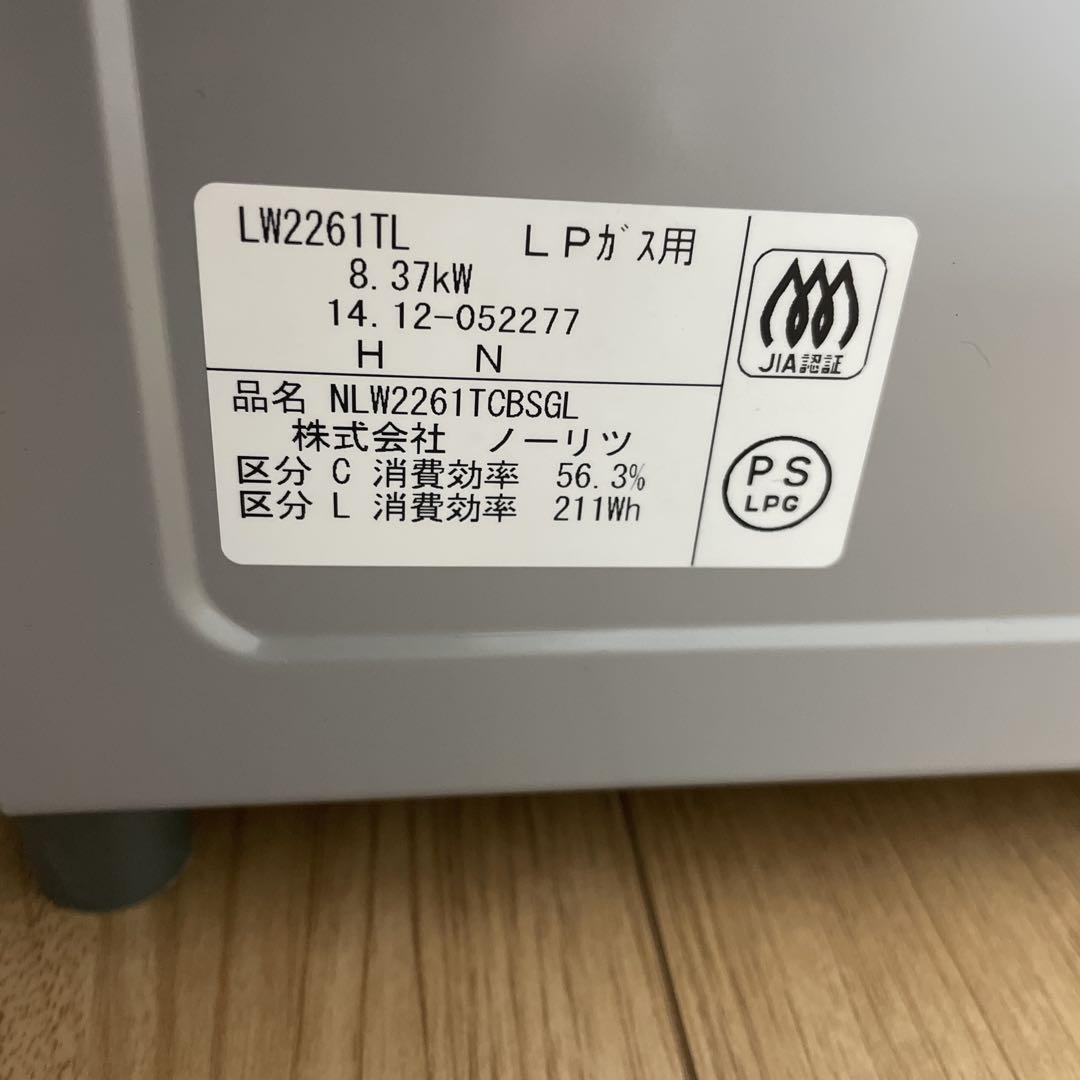 LW2261TL LPガス用
8.37kW
14.12-052277
H N
品名 NLW2261TCBSGL
株式会社 ノーリツ
区分 C 消費効率 56.3%
区分 L 消費効率 211Wh
JIA認証
PS
LPG